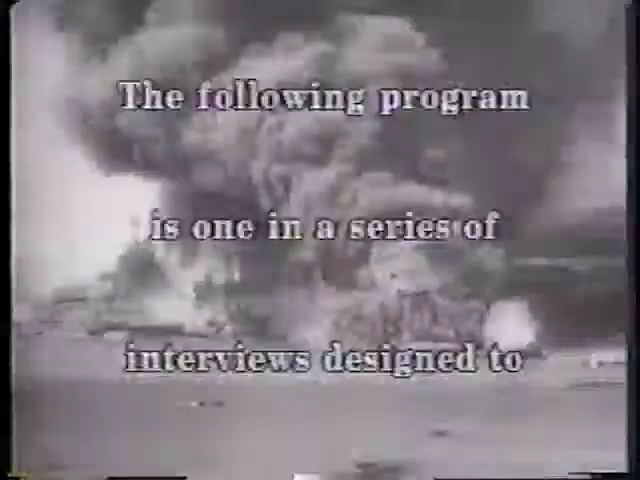 The following program
is one in a series of
interviews designed to